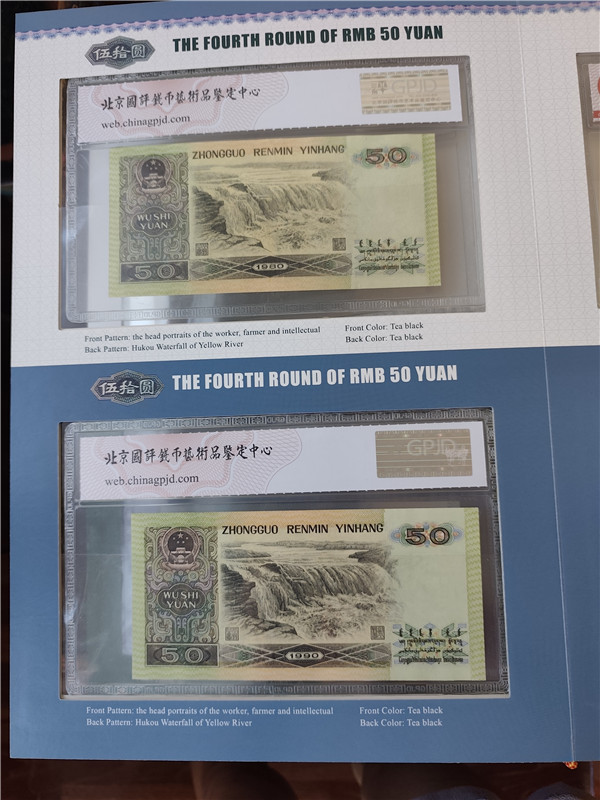 伍拾圆 THE FOURTH ROUND OF RMB 50 YUAN
北京國評錢币藝術品鑒定中心
web.chinagpjd.com
GPJD
ZHONGGUO RENMIN YINHANG 50
WUSHI
YUAN
50 1980
Front Pattern: the head portraits of the worker, farmer and intellectual Front Color: Tea black
Back Pattern: Hukou Waterfall of Yellow River Back Color: Tea black
伍拾圆 THE FOURTH ROUND OF RMB 50 YUAN
北京國評錢币藝術品鑒定中心
web.chinagpjd.com
GPJD
ZHONGGUO RENMIN YINHANG 50
WUSHI
YUAN
50 1990
Front Pattern: the head portraits of the worker, farmer and intellectual Front Color: Tea black
Back Pattern: Hukou Waterfall of Yellow River Back Color: Tea black